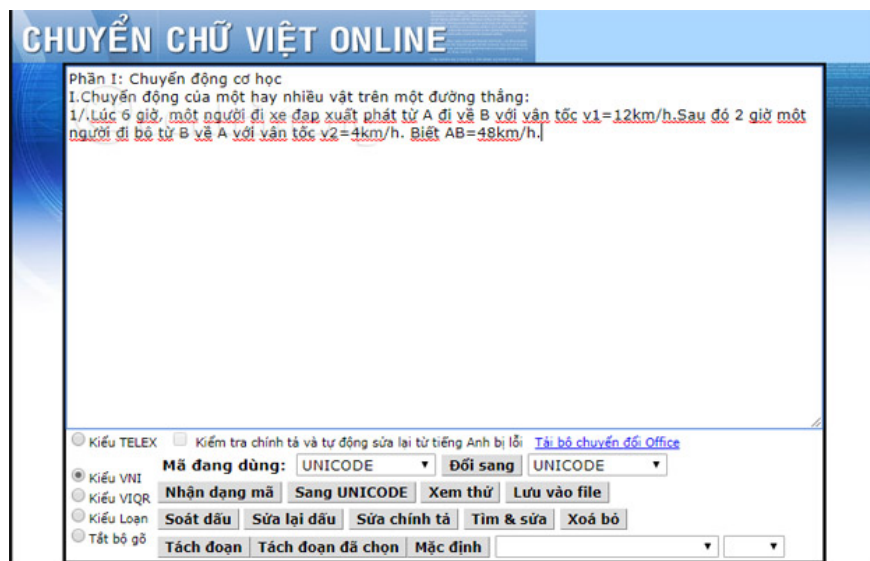 CHUYỂN CHỮ VIỆT ONLINE
Phần I: Chuyển động cơ học
I.Chuyển động của một hay nhiều vật trên một đường thẳng:
1/.Lúc 6 giờ, một người đi xe đạp xuất phát từ A đi về B với vận tốc v1=12km/h.Sau đó 2 giờ một
người đi bộ từ B về A với vận tốc v2=4km/h. Biết AB=48km/h.
Kiểu TELEX Kiểm tra chính tả và tự động sửa lại từ tiếng Anh bị lỗi Tải bộ chuyển đổi Office
Mã đang dùng: UNICODE Đổi sang UNICODE
Kiểu VNI
Nhận dạng mã Sang UNICODE Xem thử Lưu vào file
Kiểu VIQR
Kiểu Loạn Soát dấu Sửa lại dấu Sửa chính tả Tìm & sửa Xoá bỏ
Tắt bộ gõ
Tách đoạn Tách đoạn đã chọn Mặc định